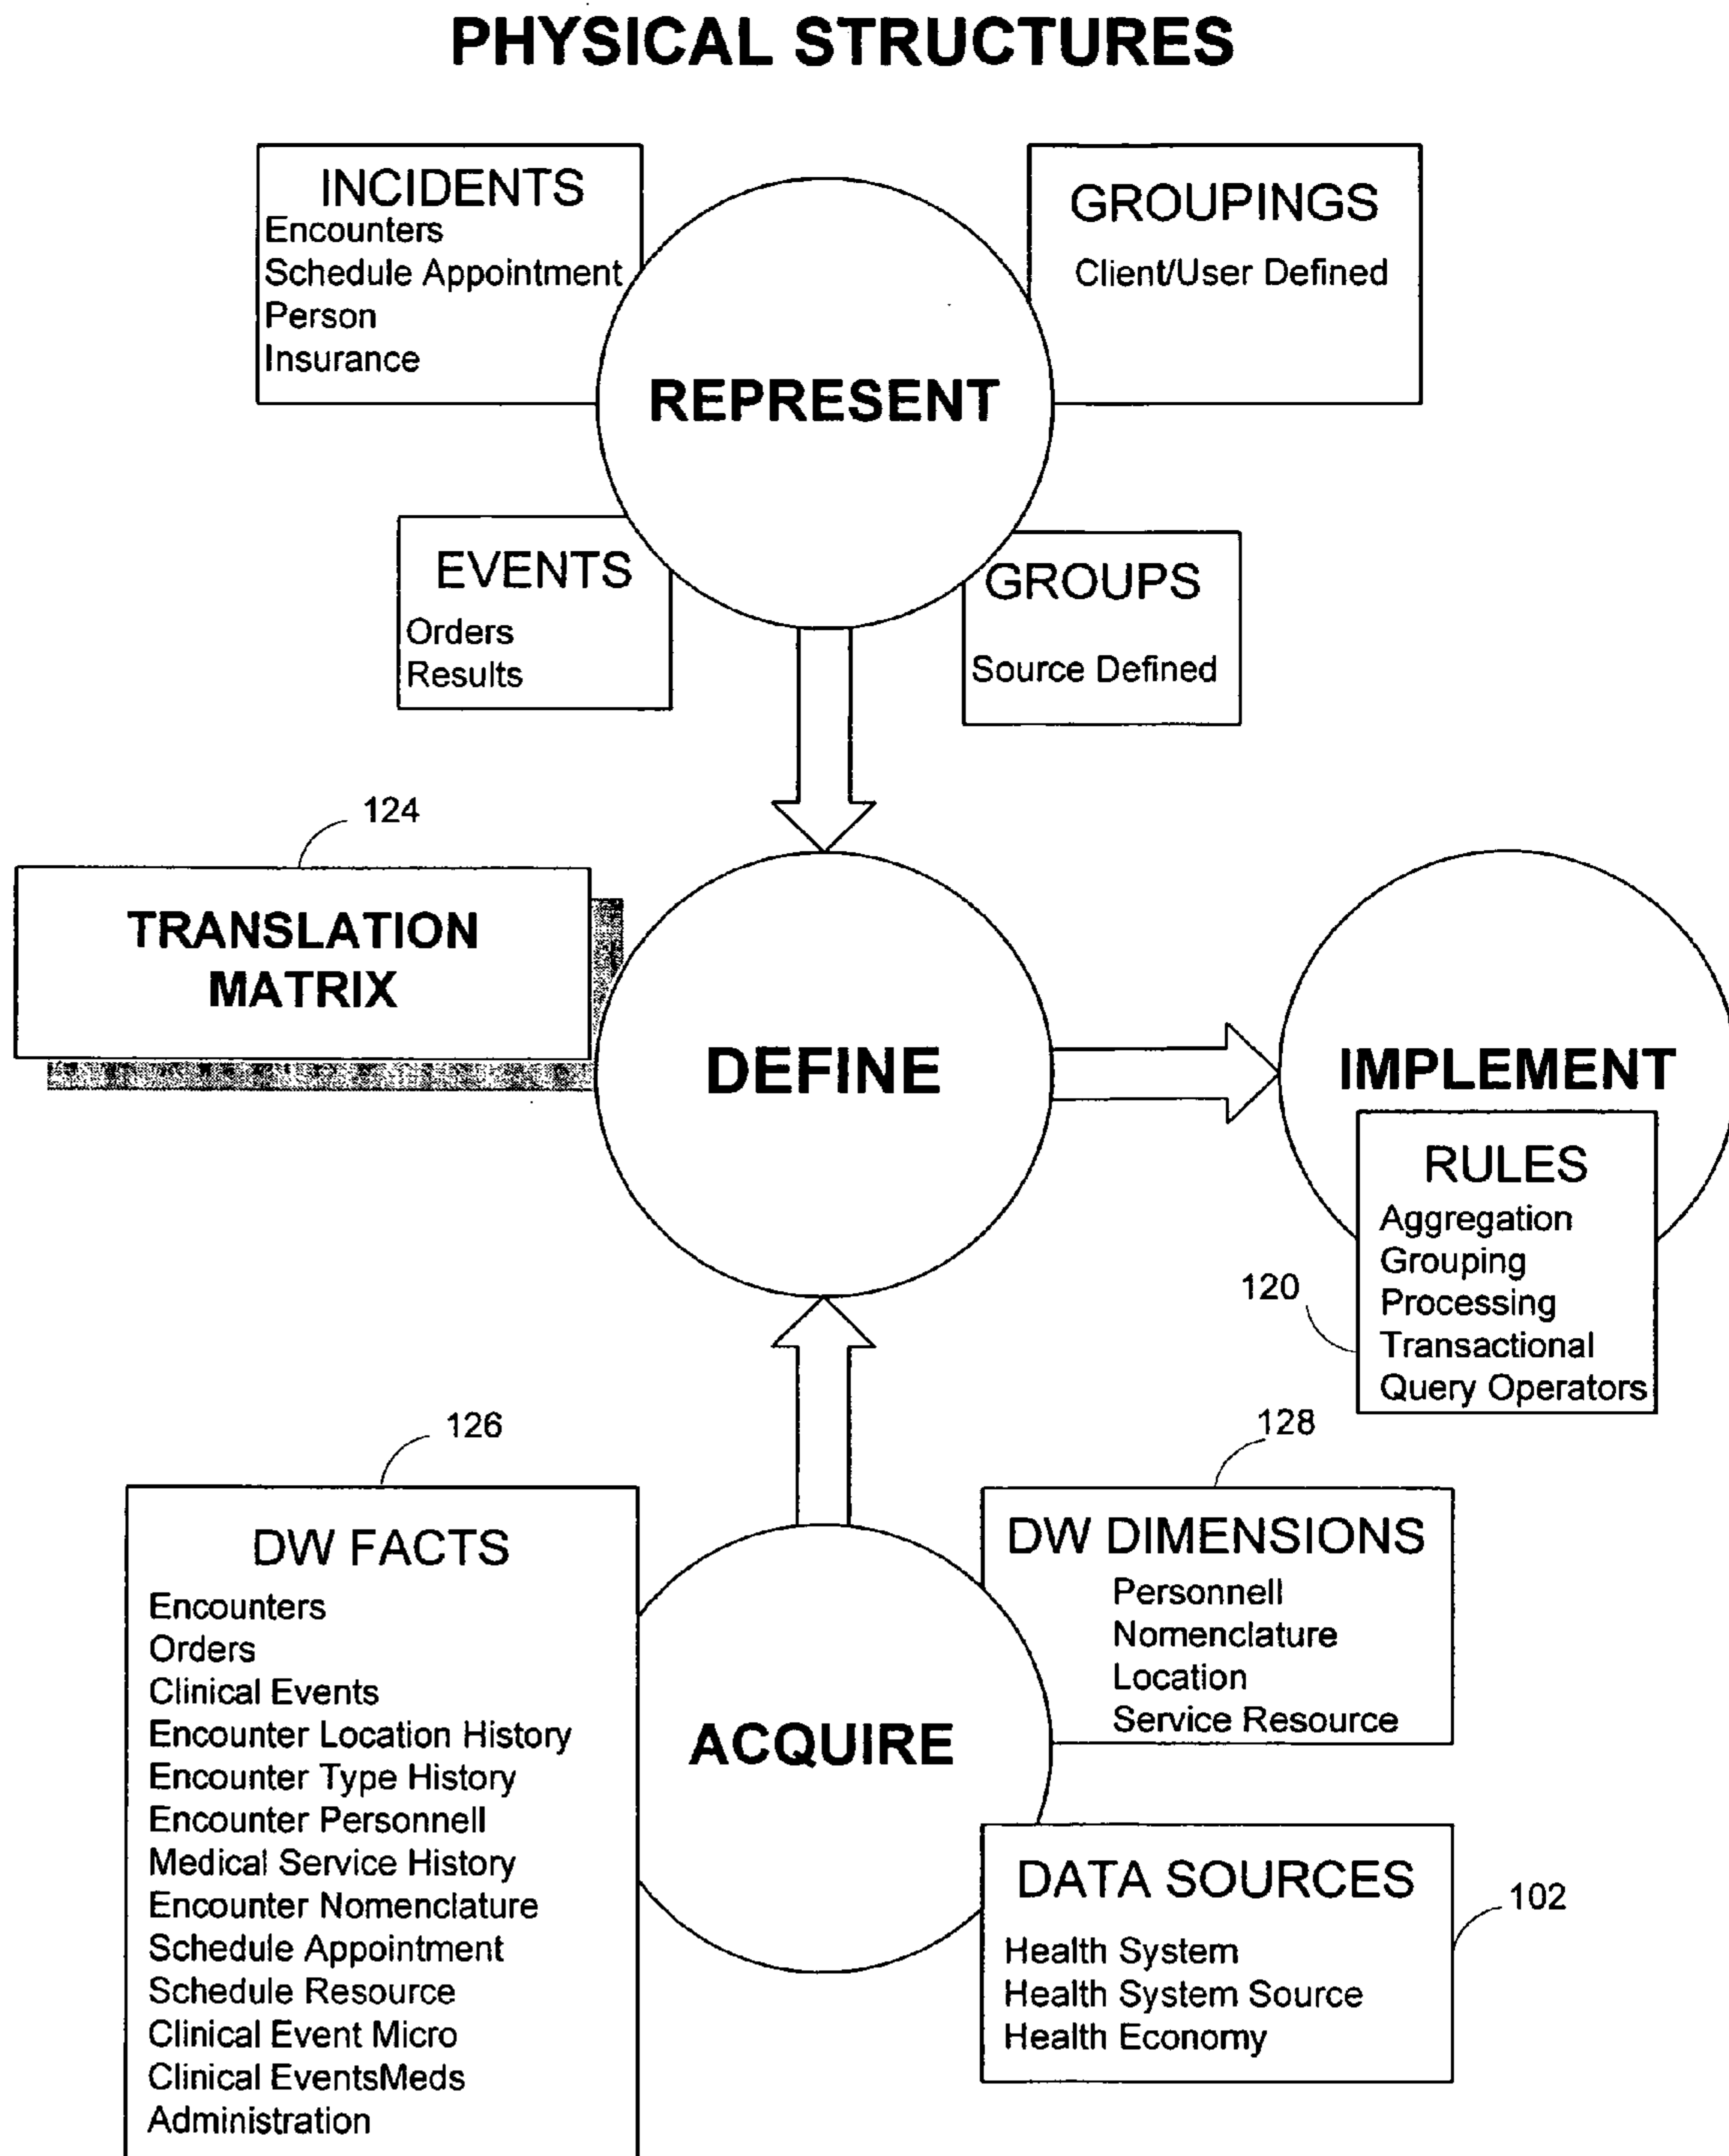 PHYSICAL STRUCTURES
INCIDENTS
Encounters
Schedule Appointment
Person
Insurance
GROUPINGS
Client/User Defined
REPRESENT
EVENTS
Orders
Results
GROUPS
Source Defined
124
TRANSLATION
MATRIX
DEFINE
IMPLEMENT
RULES
Aggregation
Grouping
Processing
Transactional
Query Operators
120
126
DW FACTS
Encounters
Orders
Clinical Events
Encounter Location History
Encounter Type History
Encounter Personnell
Medical Service History
Encounter Nomenclature
Schedule Appointment
Schedule Resource
Clinical Event Micro
Clinical EventsMeds
Administration
ACQUIRE
128
DW DIMENSIONS
Personnell
Nomenclature
Location
Service Resource
DATA SOURCES
Health System
Health System Source
Health Economy
102